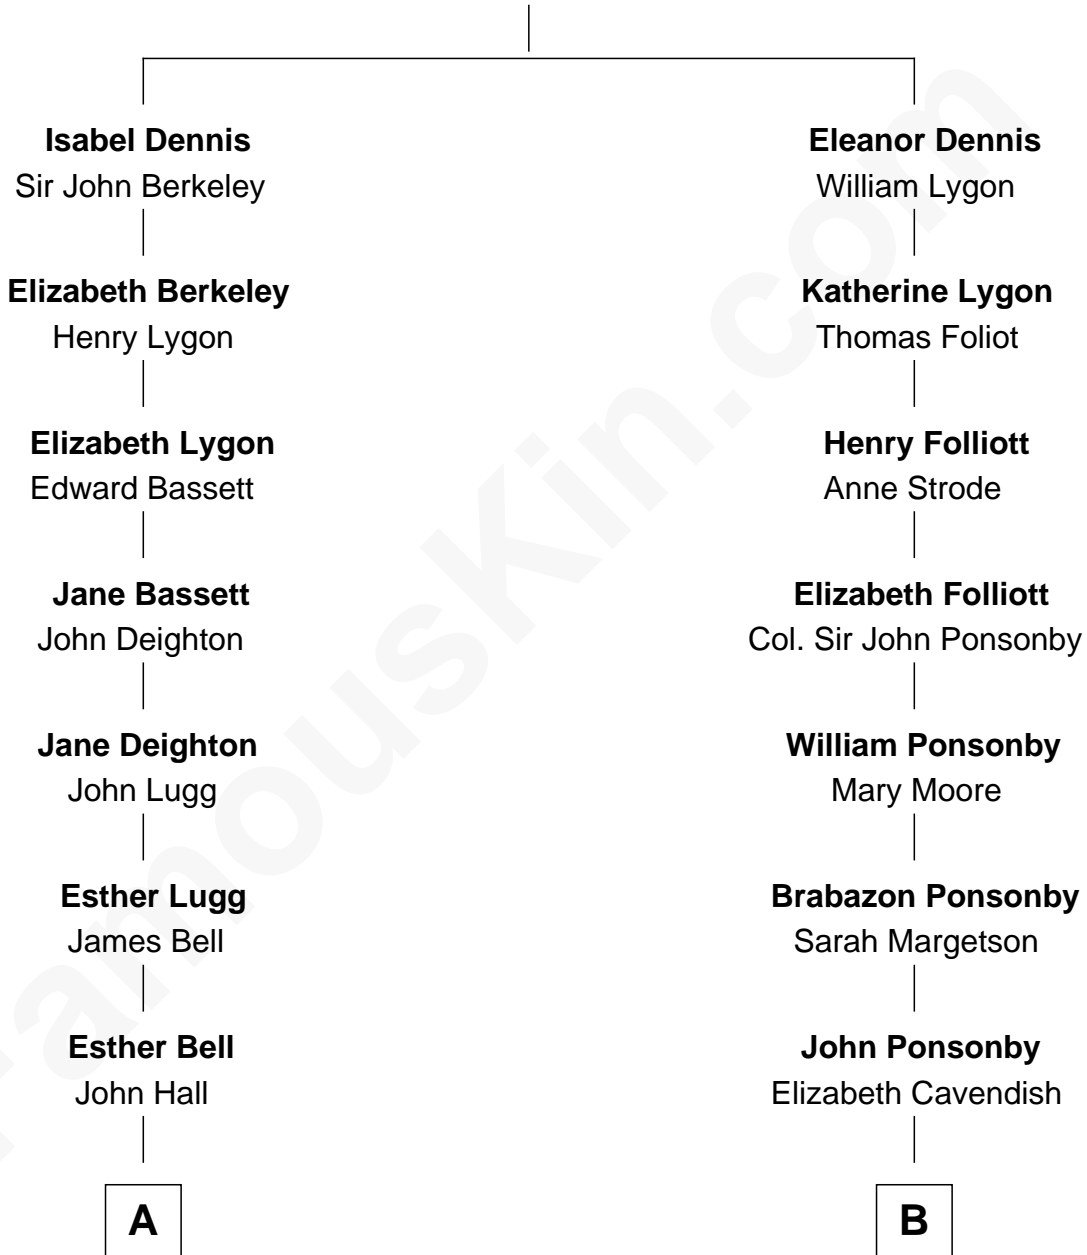 Isabel Dennis
Sir John Berkeley
Elizabeth Berkeley
Henry Lygon
Elizabeth Lygon
Edward Bassett
Jane Bassett
John Deighton
Jane Deighton
John Lugg
Esther Lugg
James Bell
Esther Bell
John Hall
A
Eleanor Dennis
William Lygon
Katherine Lygon
Thomas Foliot
Henry Folliott
Anne Strode
Elizabeth Folliott
Col. Sir John Ponsonby
William Ponsonby
Mary Moore
Brabazon Ponsonby
Sarah Margetson
John Ponsonby
Elizabeth Cavendish
B
FamousKin.com